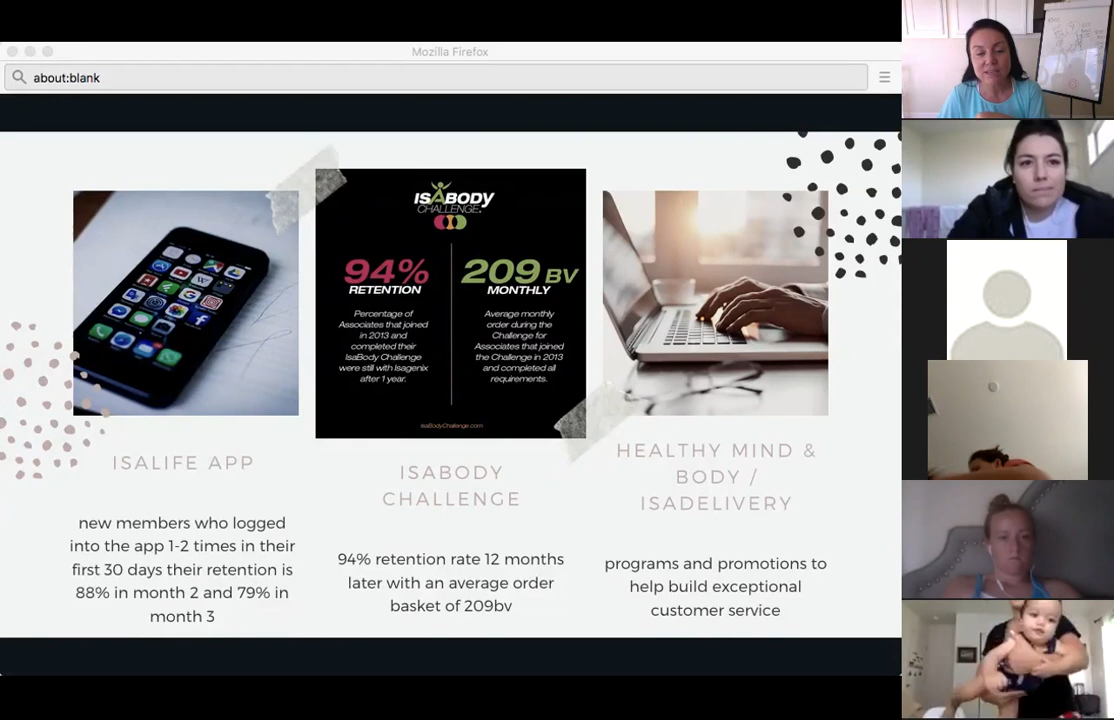 Mozilla Firefox
about:blank
ISABODY
CHALLENGE.
94%
RETENTION
Percentage of
Associates that joined
in 2013 and
completed their
IsaBody Challenge
were still with Isagenix
after 1 year.
209 BV
MONTHLY
Average monthly
order during the
Challenge for
Associates that joined
the Challenge in 2013
and completed all
requirements.
IsaBodyChallenge.com
ISALIFE APP
new members who logged
into the app 1-2 times in their
first 30 days their retention is
88% in month 2 and 79% in
month 3
ISABODY
CHALLENGE
94% retention rate 12 months
later with an average order
basket of 209bv
HEALTHY MIND &
BODY /
ISADELIVERY
programs and promotions to
help build exceptional
customer service